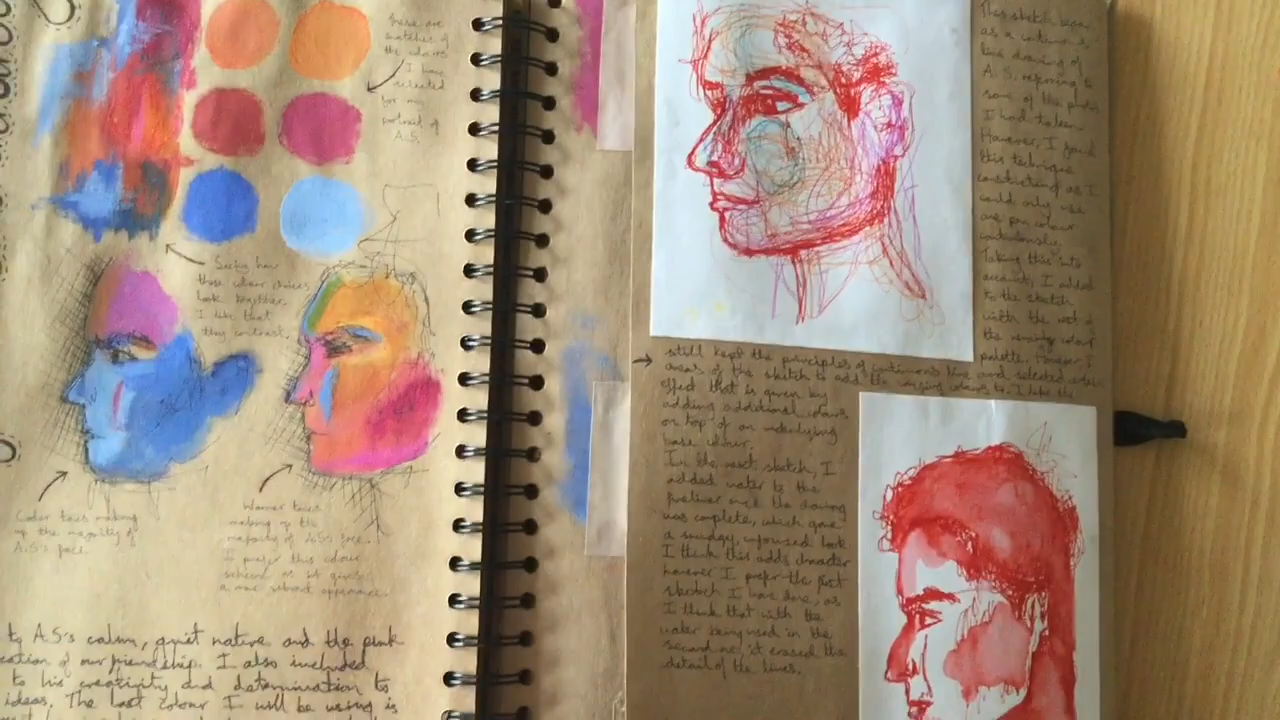 These are
swatches of
the colours
I have
selected
for my
portrait of
A.S.
Seeing how
those colour choices
look together.
I like that
this contrast.
Cooler tones making
up the majority of
A.S's face.
Warmer tones
making up the
majority of A.S's face.
I prefer this colour
scheme as it gives
a more vibrant appearance.
to A.S's calm, quiet nature and the pink
of our friendship. I also included
to his creativity and determination to
ideas. The last colour I will be using is
This sketch began
as a continuous
line drawing of
A.S. referring to
some of the photos
I had taken.
However, I found
this technique
constricting as I
could only use
one pen colour
continuously.
Taking this into
account, I added
to the sketch
with the rest of
the colour
palette. However I
still kept the principles of continuous line and selected
areas of the sketch to add the varying colours to. I like the
effect that is given by
adding additional colours
on top of an underlying
base colour.
In the next sketch, I
added water to the
fineliner once the drawing
was complete, which gave
a smudgy, look.
I think this adds character
however I prefer the first
sketch I have done, as
I think that with the
water being used in the
second one, it erased the
detail of the lines.